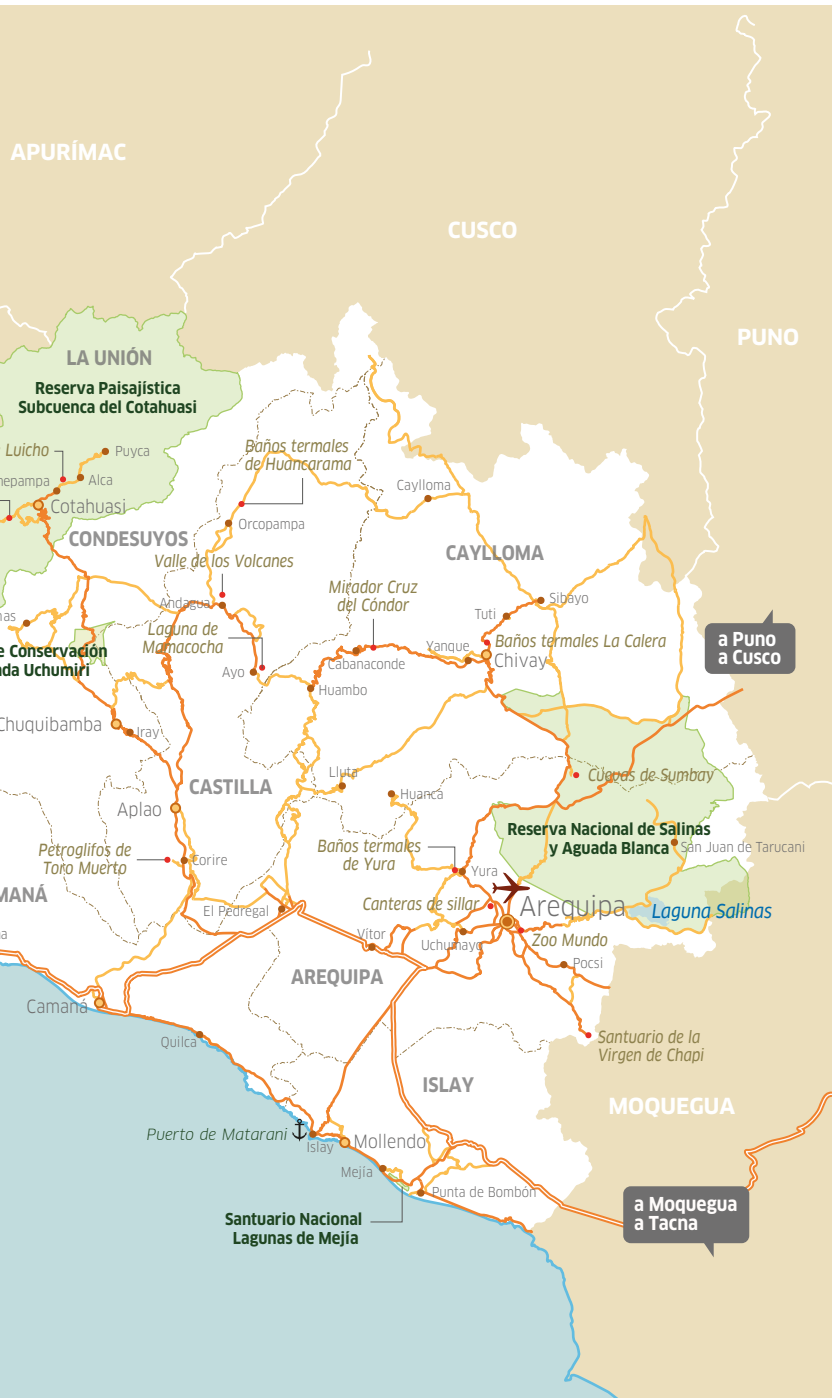 APURÍMAC
CUSCO
PUNO
LA UNIÓN
Reserva Paisajística
Subcuenca del Cotahuasi
Luicho
Puyca
Alca
Cotahuasi
Baños termales
de Huancarama
Caylloma
Orcopampa
CONDESUYOS
CAYLLOMA
Valle de los Volcanes
Mirador Cruz
del Cóndor
Andagua
Sibayo
Tuti
Laguna de
Mamacocha
Yanque
Baños termales La Calera
a Puno
a Cusco
Conservación
Uchumiri
Chivay
Cabanaconde
Ayo
Huambo
Chuquibamba
Iray
Lluta
Cuevas de Sumbay
CASTILLA
Huanca
Aplao
Reserva Nacional de Salinas
y Aguada Blanca
San Juan de Tarucani
Petroglifos de
Toro Muerto
Corire
Baños termales
de Yura
Yura
Canteras de sillar
Arequipa
Laguna Salinas
El Pedregal
Vítor
Uchumayo
Zoo Mundo
Pocsi
AREQUIPA
Camaná
Quilca
Santuario de la
Virgen de Chapi
ISLAY
MOQUEGUA
Puerto de Matarani
Islay
Mollendo
Mejía
Punta de Bombón
a Moquegua
a Tacna
Santuario Nacional
Lagunas de Mejía